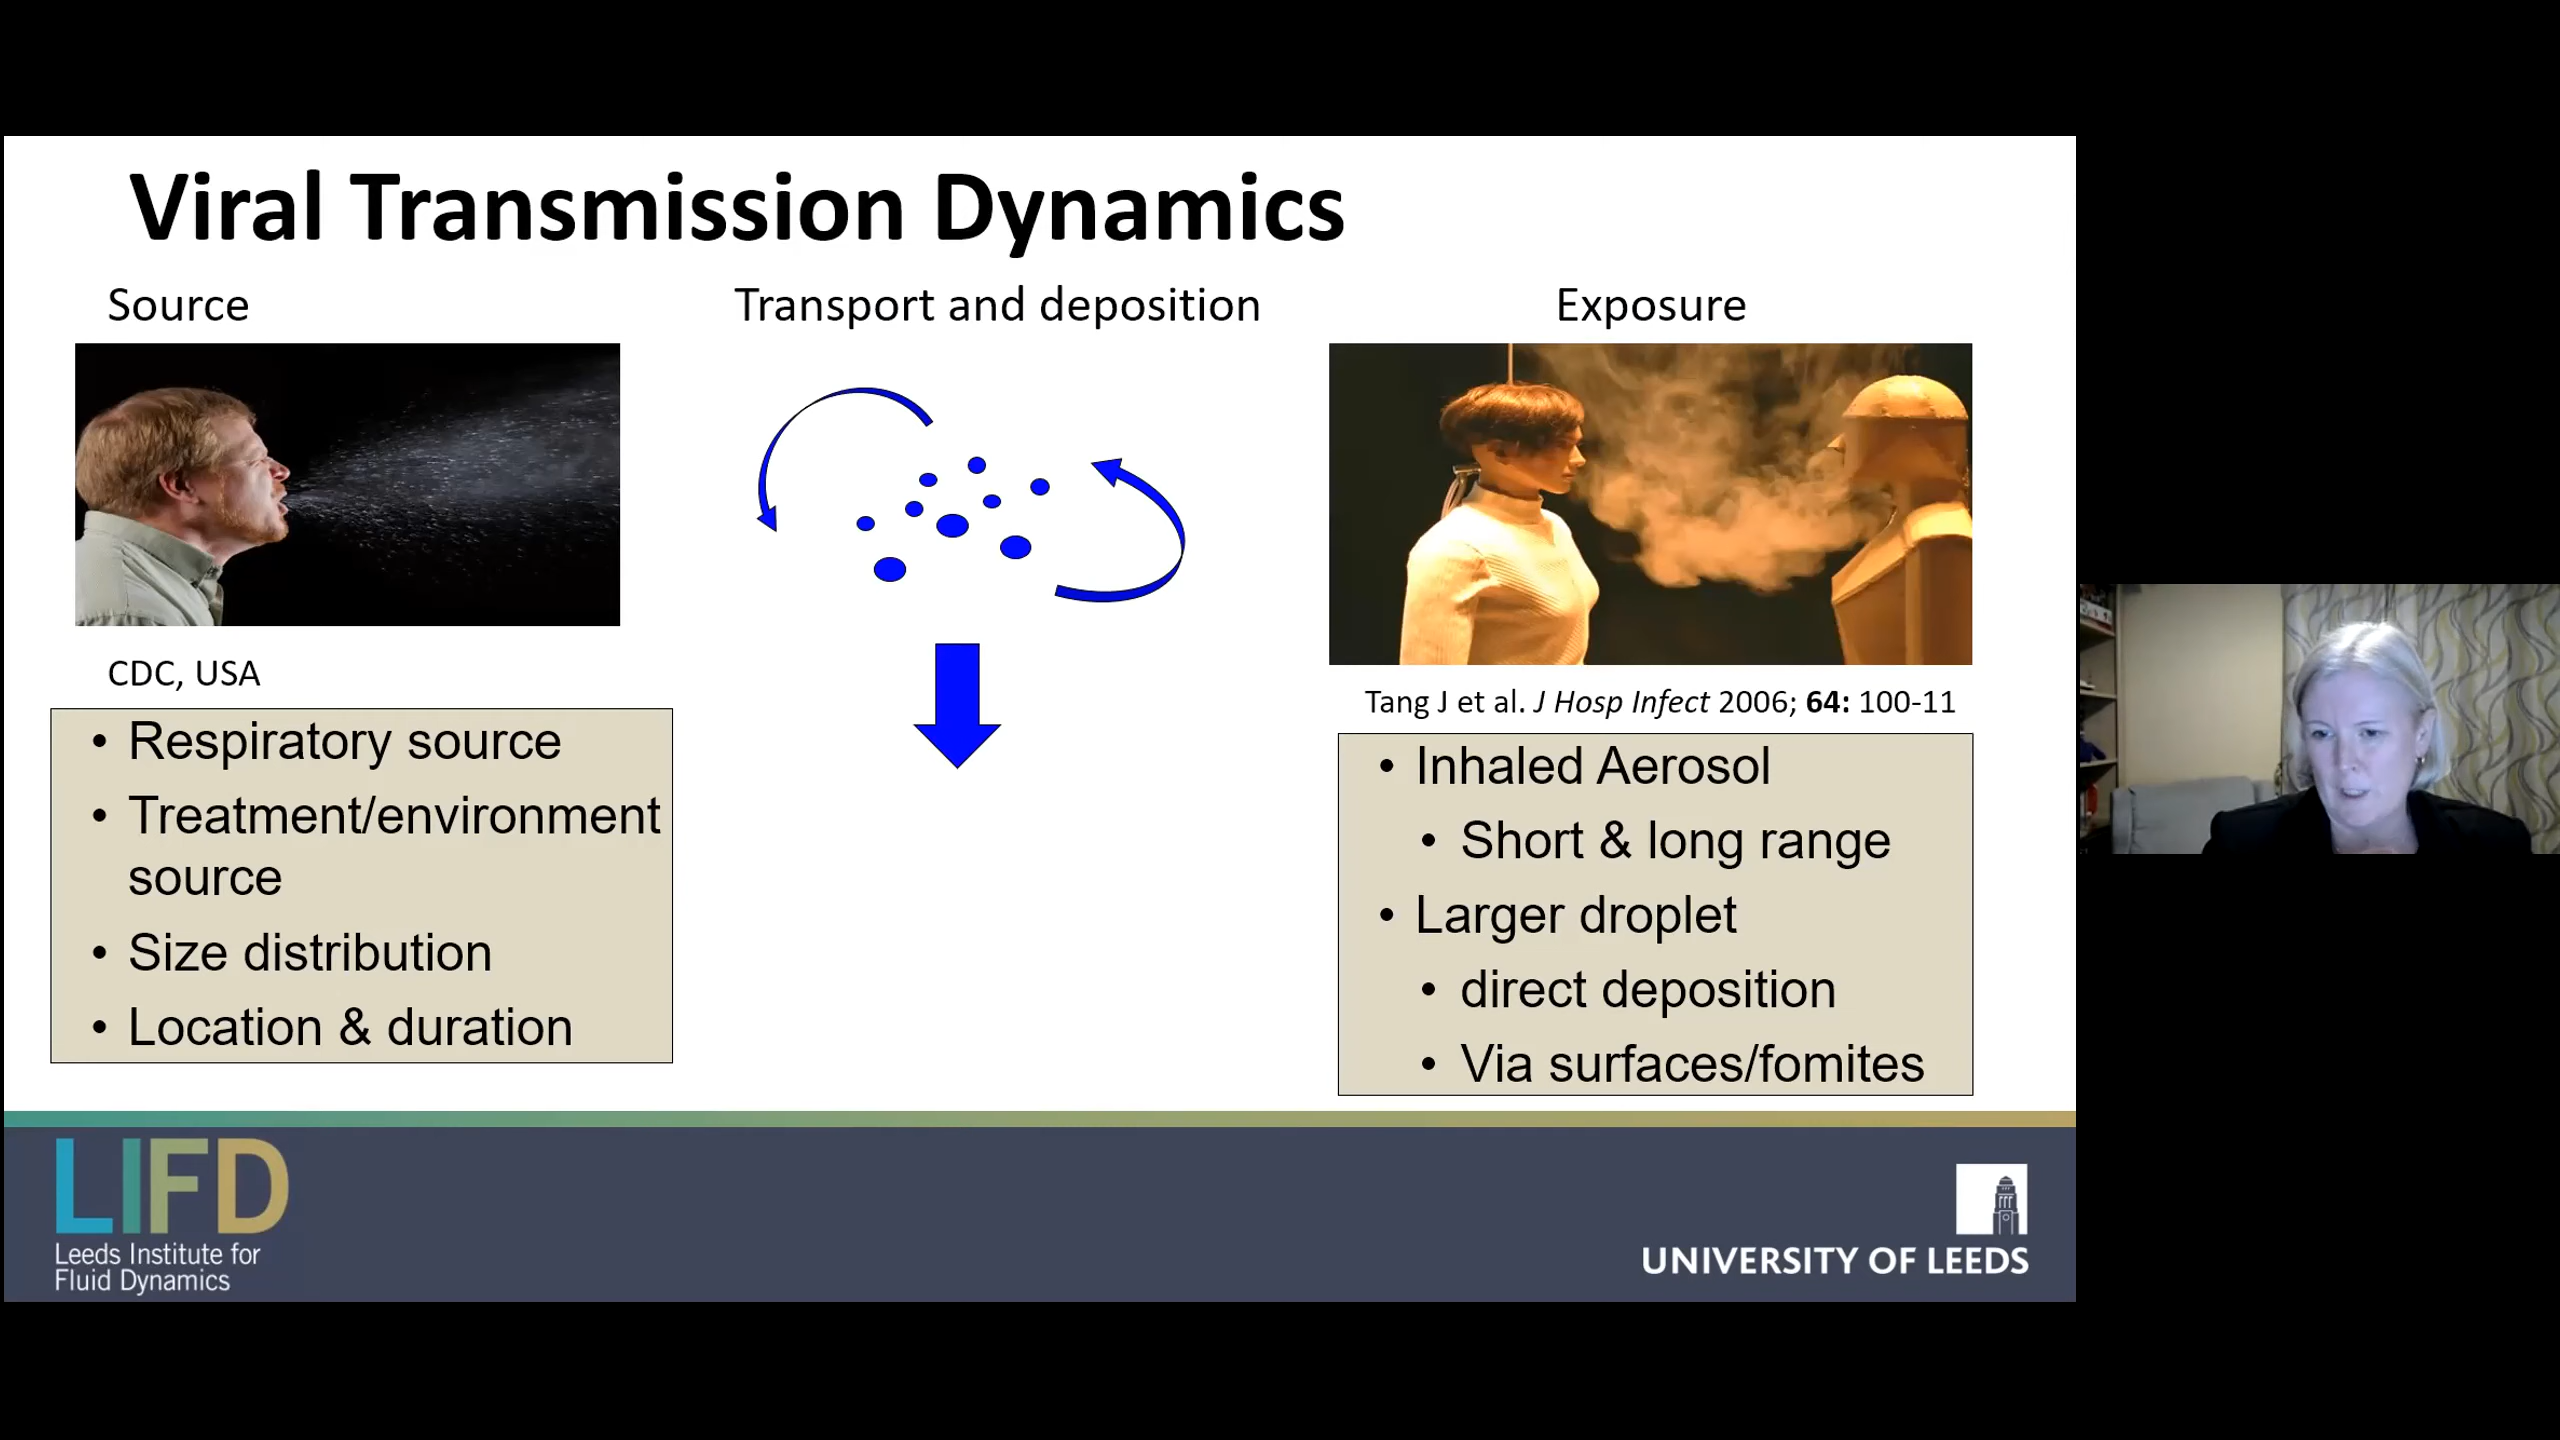 Viral Transmission Dynamics
Source
Transport and deposition
Exposure
CDC, USA
• Respiratory source
• Treatment/environment
source
• Size distribution
• Location & duration
Tang J et al. J Hosp Infect 2006; 64: 100-11
• Inhaled Aerosol
• Short & long range
• Larger droplet
• direct deposition
• Via surfaces/fomites
LIFD
Leeds Institute for
Fluid Dynamics
UNIVERSITY OF LEEDS